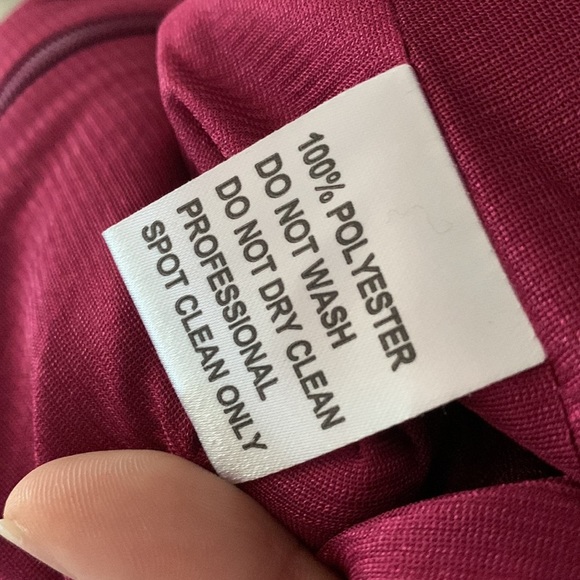 100% POLYESTER
DO NOT WASH
DO NOT DRY CLEAN
PROFESSIONAL
SPOT CLEAN ONLY